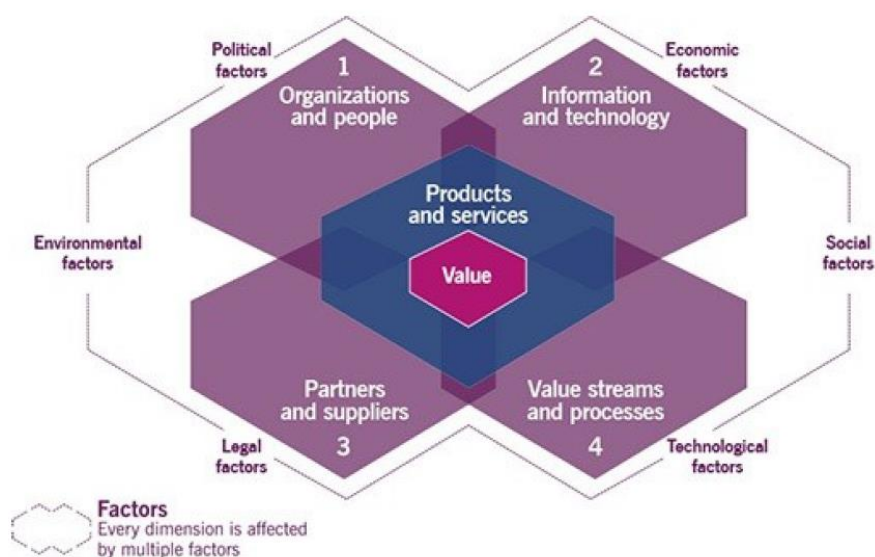 Political
factors
1
Organizations
and people
2
Information
and technology
Economic
factors
Products
and services
Environmental
factors
Value
Social
factors
Partners
and suppliers
3
Value streams
and processes
4
Legal
factors
Technological
factors
Factors
Every dimension is affected
by multiple factors